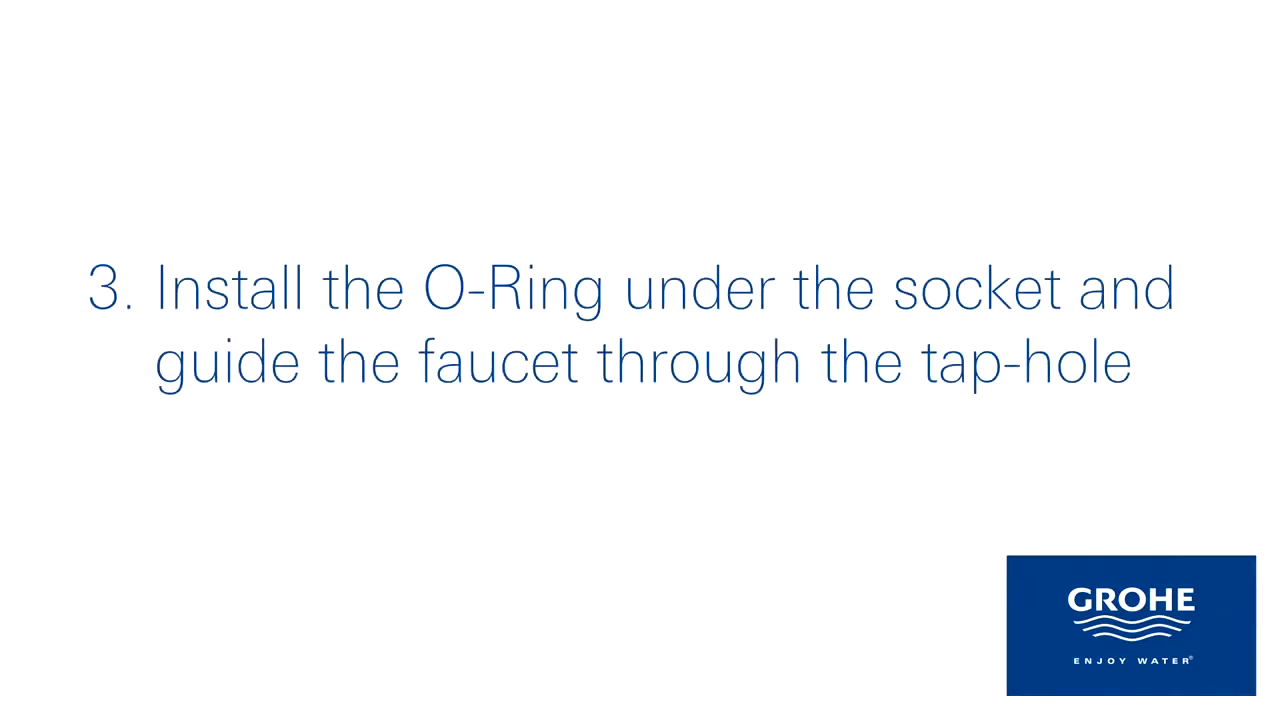 3. Install the O-Ring under the socket and
guide the faucet through the tap-hole
GROHE
ENJOY WATER®